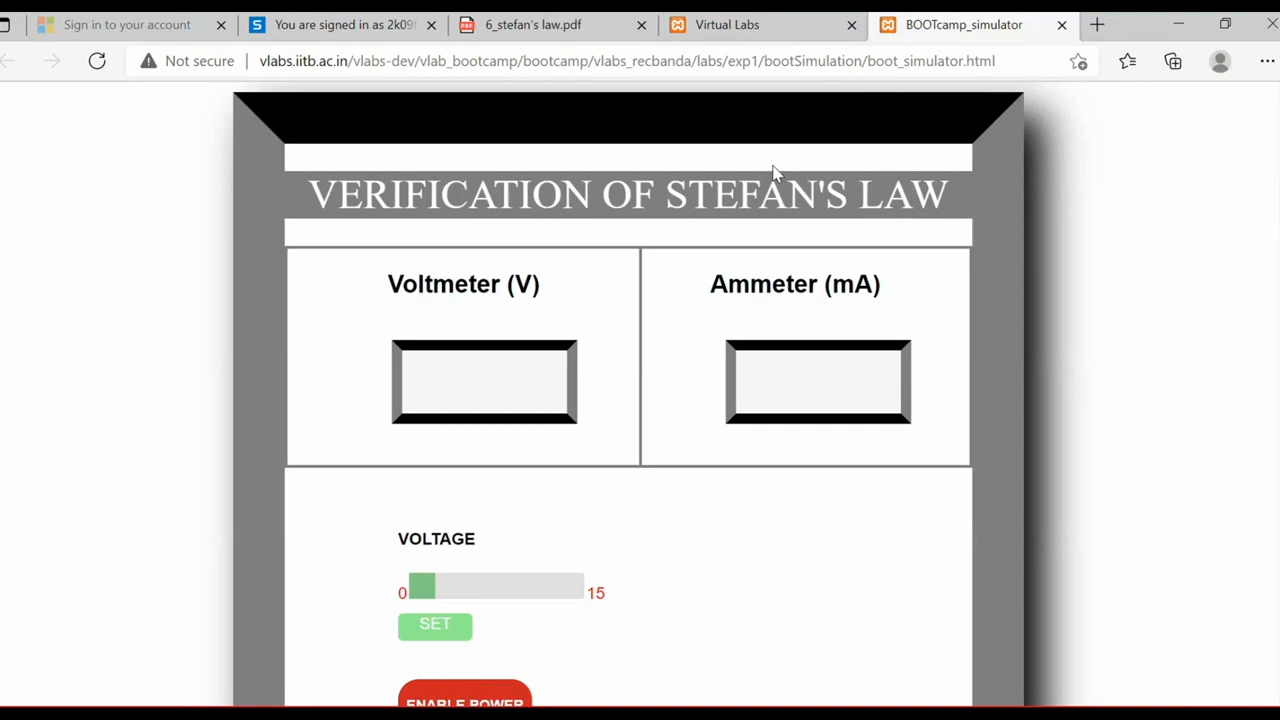 Sign in to your account
You are signed in as 2k09
6_stefan's law.pdf
Virtual Labs
BOOTcamp_simulator
Not secure
vlabs.iitb.ac.in/vlabs-dev/vlab_bootcamp/bootcamp/vlabs_recbanda/labs/exp1/bootSimulation/boot_simulator.html
VERIFICATION OF STEFAN'S LAW
Voltmeter (V)
Ammeter (mA)
VOLTAGE
0 15
SET
ENABLE POWER